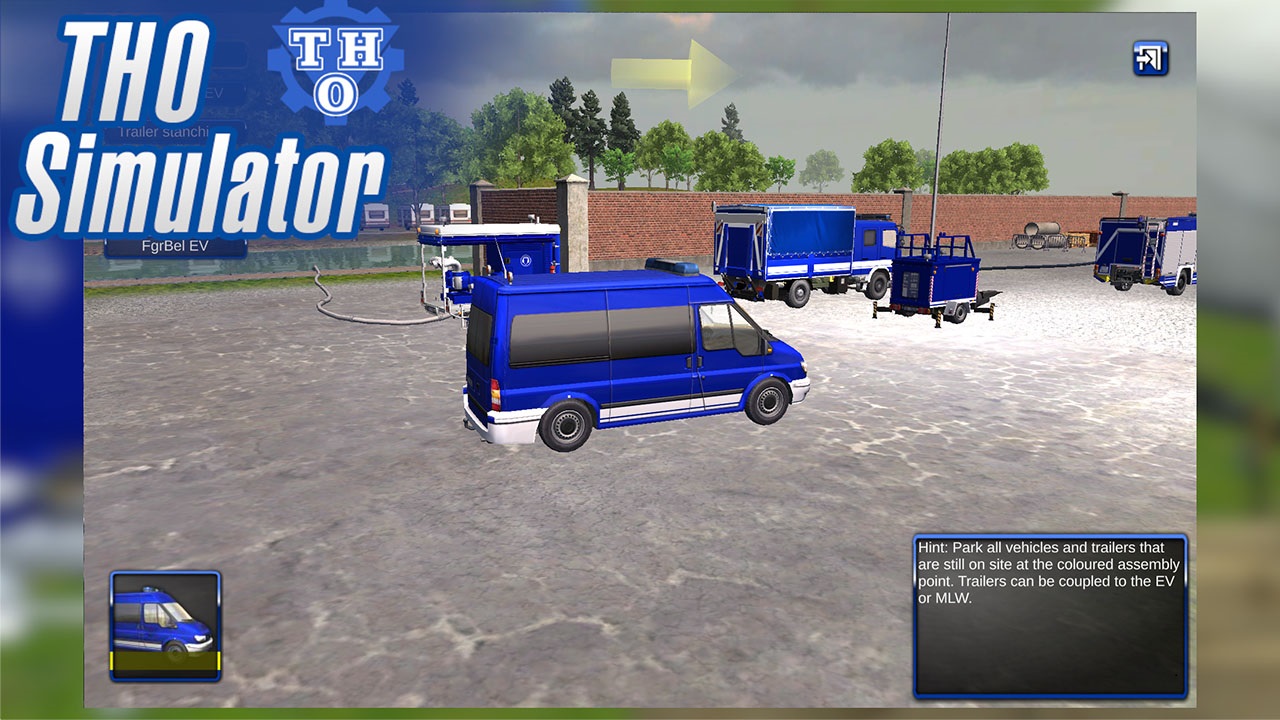 THO
Simulator
TH
O
EV
Trailer stanchi
FgrBel EV
Hint: Park all vehicles and trailers that
are still on site at the coloured assembly
point. Trailers can be coupled to the EV
or MLW.